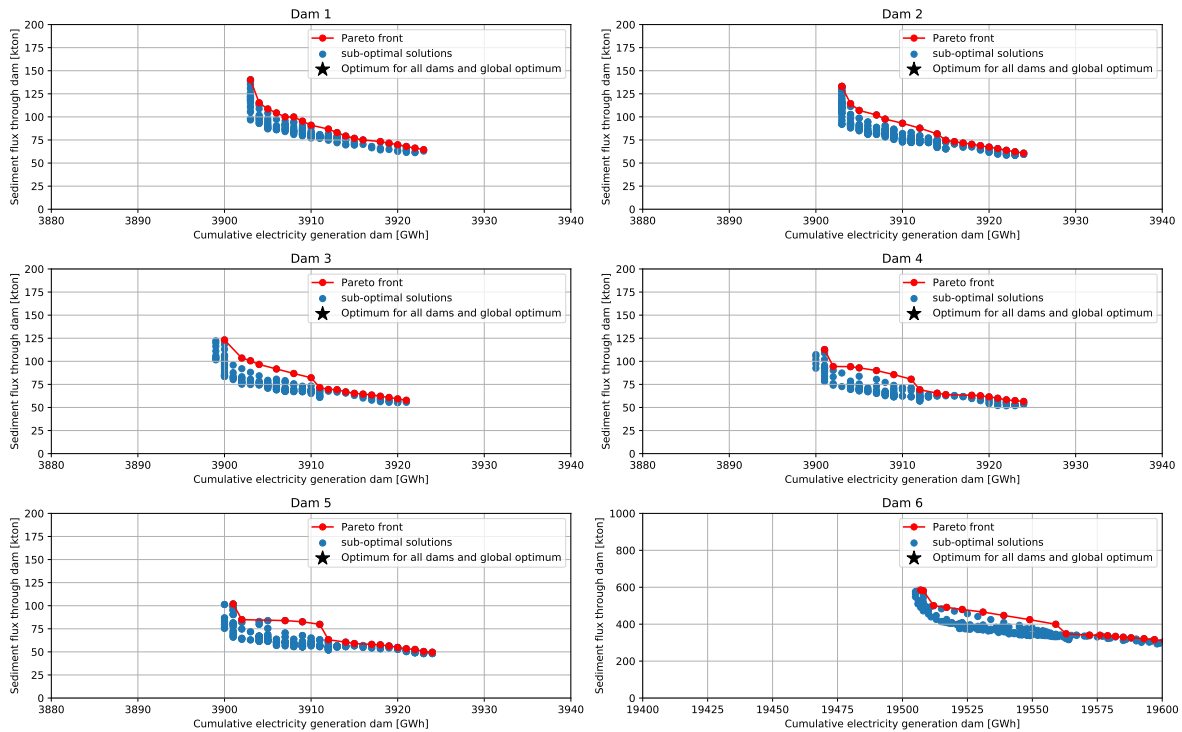 Dam 1
200
175
150
125
100
75
50
25
0
Sediment flux through dam [kton]
Pareto front
sub-optimal solutions
Optimum for all dams and global optimum
3880 3890 3900 3910 3920 3930 3940
Cumulative electricity generation dam [GWh]
Dam 2
200
175
150
125
100
75
50
25
0
Sediment flux through dam [kton]
Pareto front
sub-optimal solutions
Optimum for all dams and global optimum
3880 3890 3900 3910 3920 3930 3940
Cumulative electricity generation dam [GWh]
Dam 3
200
175
150
125
100
75
50
25
0
Sediment flux through dam [kton]
Pareto front
sub-optimal solutions
Optimum for all dams and global optimum
3880 3890 3900 3910 3920 3930 3940
Cumulative electricity generation dam [GWh]
Dam 4
200
175
150
125
100
75
50
25
0
Sediment flux through dam [kton]
Pareto front
sub-optimal solutions
Optimum for all dams and global optimum
3880 3890 3900 3910 3920 3930 3940
Cumulative electricity generation dam [GWh]
Dam 5
200
175
150
125
100
75
50
25
0
Sediment flux through dam [kton]
Pareto front
sub-optimal solutions
Optimum for all dams and global optimum
3880 3890 3900 3910 3920 3930 3940
Cumulative electricity generation dam [GWh]
Dam 6
1000
800
600
400
200
0
Sediment flux through dam [kton]
Pareto front
sub-optimal solutions
Optimum for all dams and global optimum
19400 19425 19450 19475 19500 19525 19550 19575 19600
Cumulative electricity generation dam [GWh]